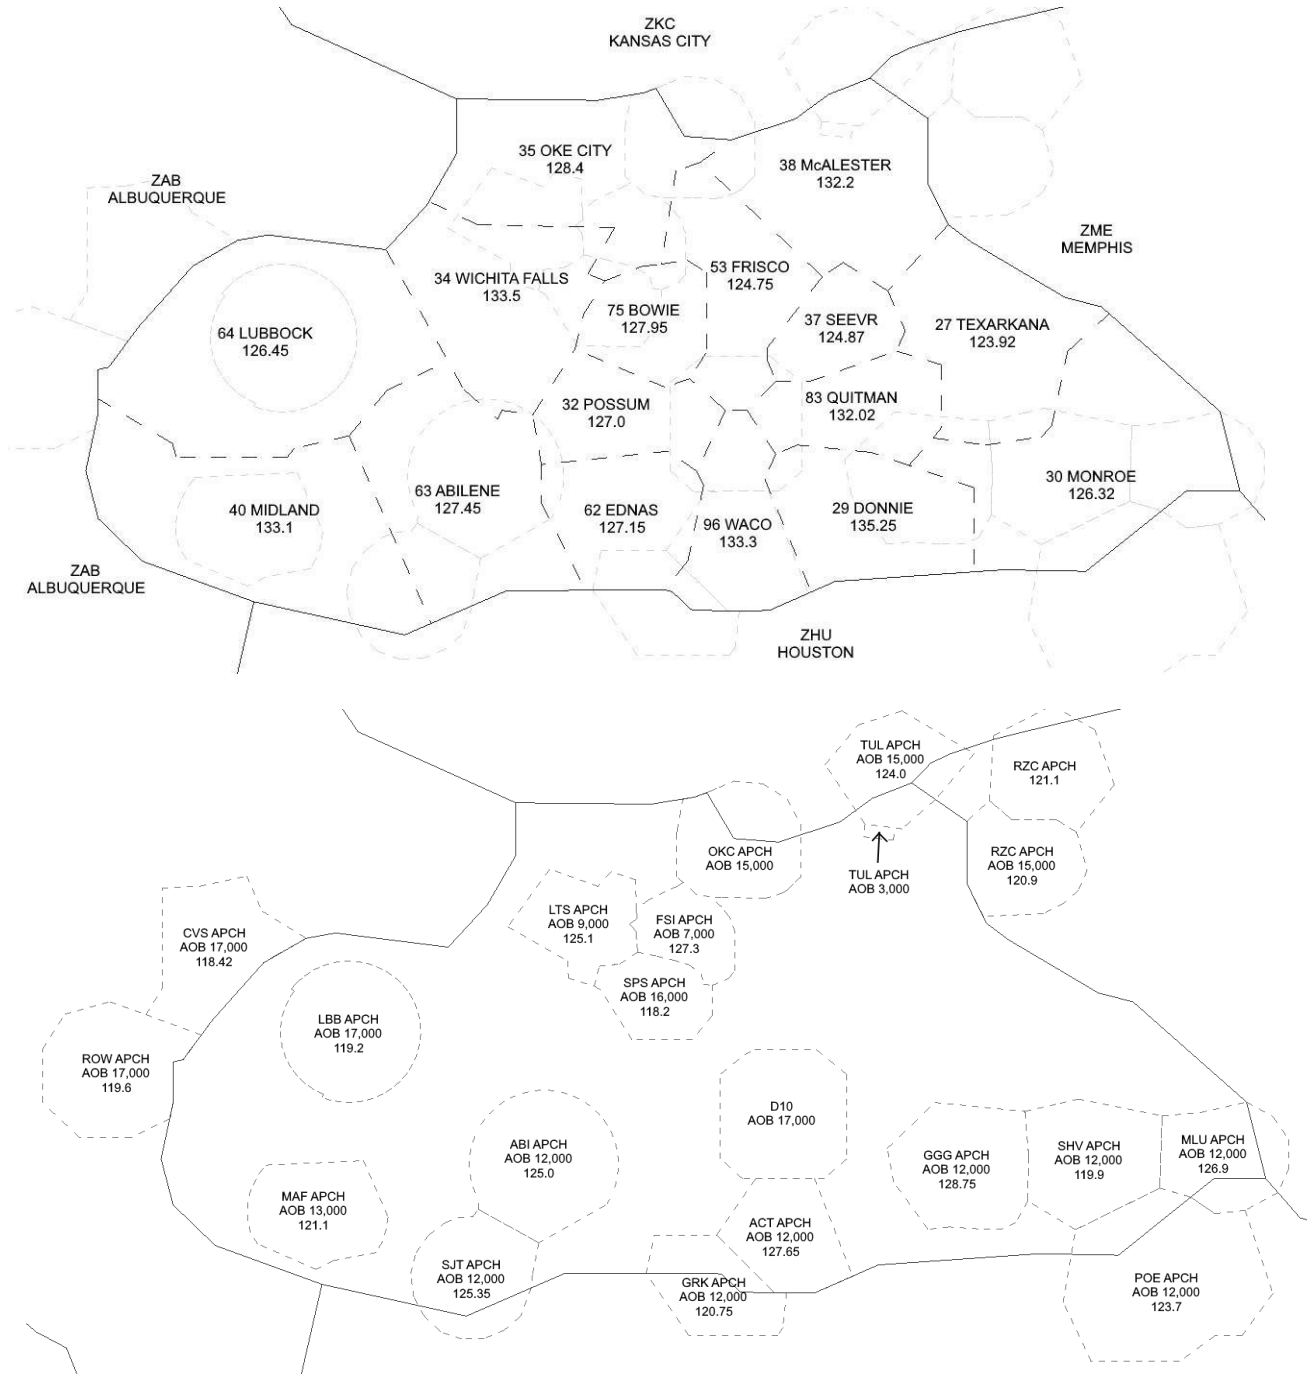 ZKC
KANSAS CITY
35 OKE CITY
128.4
38 McALESTER
132.2
ZAB
ALBUQUERQUE
ZME
MEMPHIS
34 WICHITA FALLS
133.5
53 FRISCO
124.75
64 LUBBOCK
126.45
75 BOWIE
127.95
37 SEEVR
124.87
27 TEXARKANA
123.92
32 POSSUM
127.0
83 QUITMAN
132.02
40 MIDLAND
133.1
63 ABILENE
127.45
62 EDNAS
127.15
96 WACO
133.3
29 DONNIE
135.25
30 MONROE
126.32
ZAB
ALBUQUERQUE
ZHU
HOUSTON
TUL APCH
AOB 15,000
124.0
RZC APCH
121.1
OKC APCH
AOB 15,000
TUL APCH
AOB 3,000
RZC APCH
AOB 15,000
120.9
CVS APCH
AOB 17,000
118.42
LTS APCH
AOB 9,000
125.1
FSI APCH
AOB 7,000
127.3
SPS APCH
AOB 16,000
118.2
LBB APCH
AOB 17,000
119.2
ROW APCH
AOB 17,000
119.6
D10
AOB 17,000
ABI APCH
AOB 12,000
125.0
GGG APCH
AOB 12,000
128.75
SHV APCH
AOB 12,000
119.9
MLU APCH
AOB 12,000
126.9
MAF APCH
AOB 13,000
121.1
ACT APCH
AOB 12,000
127.65
SJT APCH
AOB 12,000
125.35
GRK APCH
AOB 12,000
120.75
POE APCH
AOB 12,000
123.7